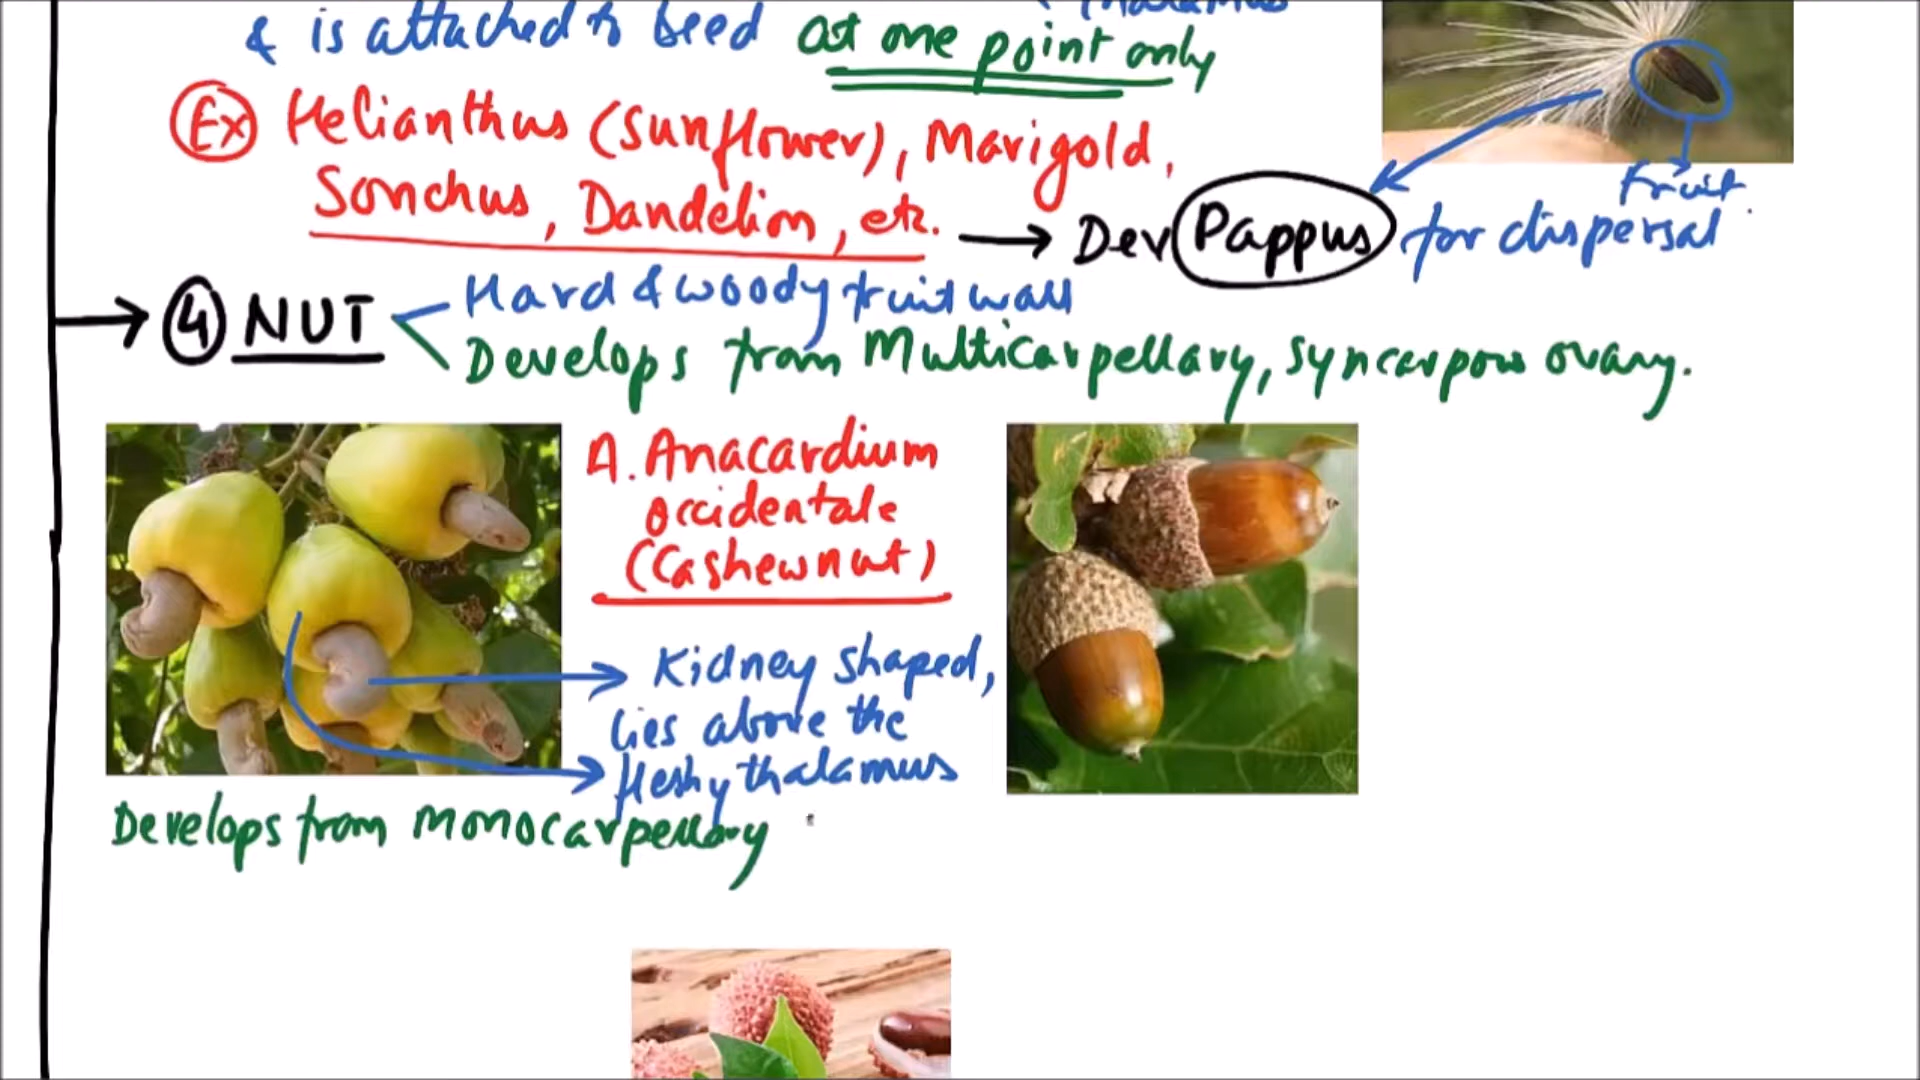 & is attached to seed at one point only
Ex Helianthus (Sunflower), Marigold,
Sonchus, Dandelion, etc. → Dev Pappus for dispersal
Fruit
→ 4 NUT
Hard & woody fruit wall
Develops from Multicarpellary, syncarpous ovary.
A. Anacardium
occidentale
(Cashewnut)
Kidney shaped,
lies above the
fleshy thalamus
Develops from monocarpellary